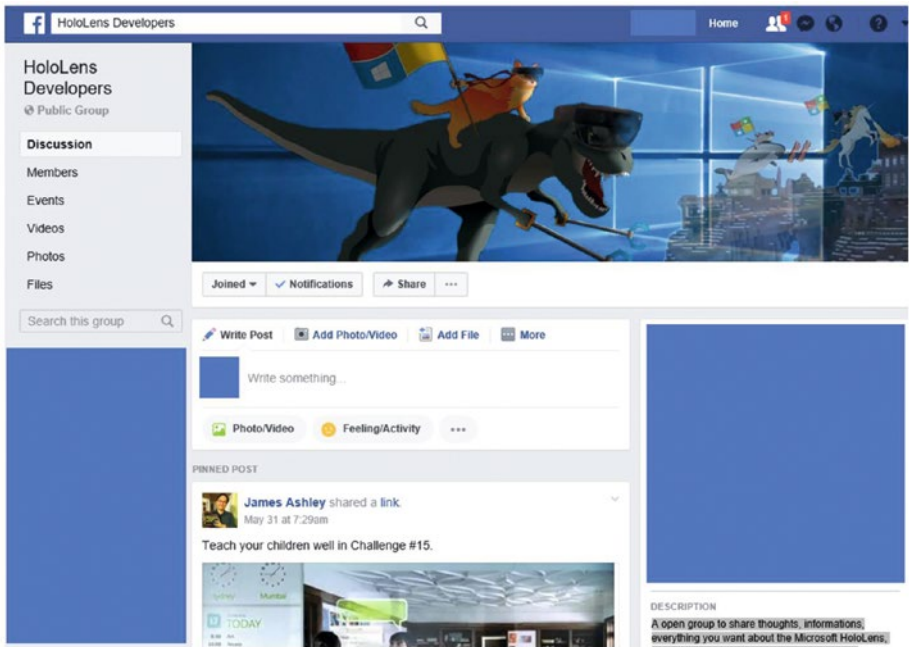 f HoloLens Developers
Home
1
?
HoloLens
Developers
Public Group
Discussion
Members
Events
Videos
Photos
Files
Search this group
Joined Notifications Share ...
Write Post Add Photo/Video Add File More
Write something...
Photo/Video Feeling/Activity ...
PINNED POST
James Ashley shared a link.
May 31 at 7:29am
Teach your children well in Challenge #15.
Sydney Mumbai
TODAY
DESCRIPTION
A open group to share thoughts, informations,
everything you want about the Microsoft HoloLens,